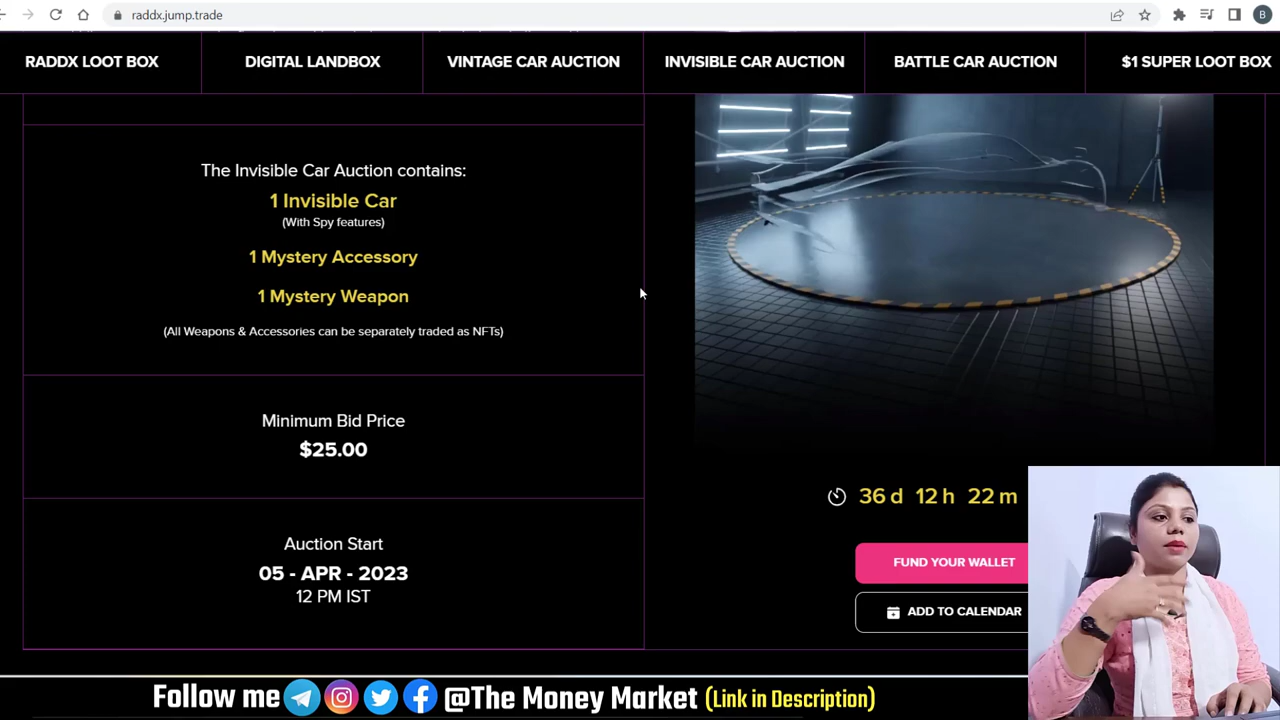 raddx.jump.trade
B
RADDX LOOT BOX
DIGITAL LANDBOX
VINTAGE CAR AUCTION
INVISIBLE CAR AUCTION
BATTLE CAR AUCTION
$1 SUPER LOOT BOX
The Invisible Car Auction contains:
1 Invisible Car
(With Spy features)
1 Mystery Accessory
1 Mystery Weapon
(All Weapons & Accessories can be separately traded as NFTs)
Minimum Bid Price
$25.00
Auction Start
05 - APR - 2023
12 PM IST
36 d 12 h 22 m
FUND YOUR WALLET
ADD TO CALENDAR
Follow me @The Money Market (Link in Description)